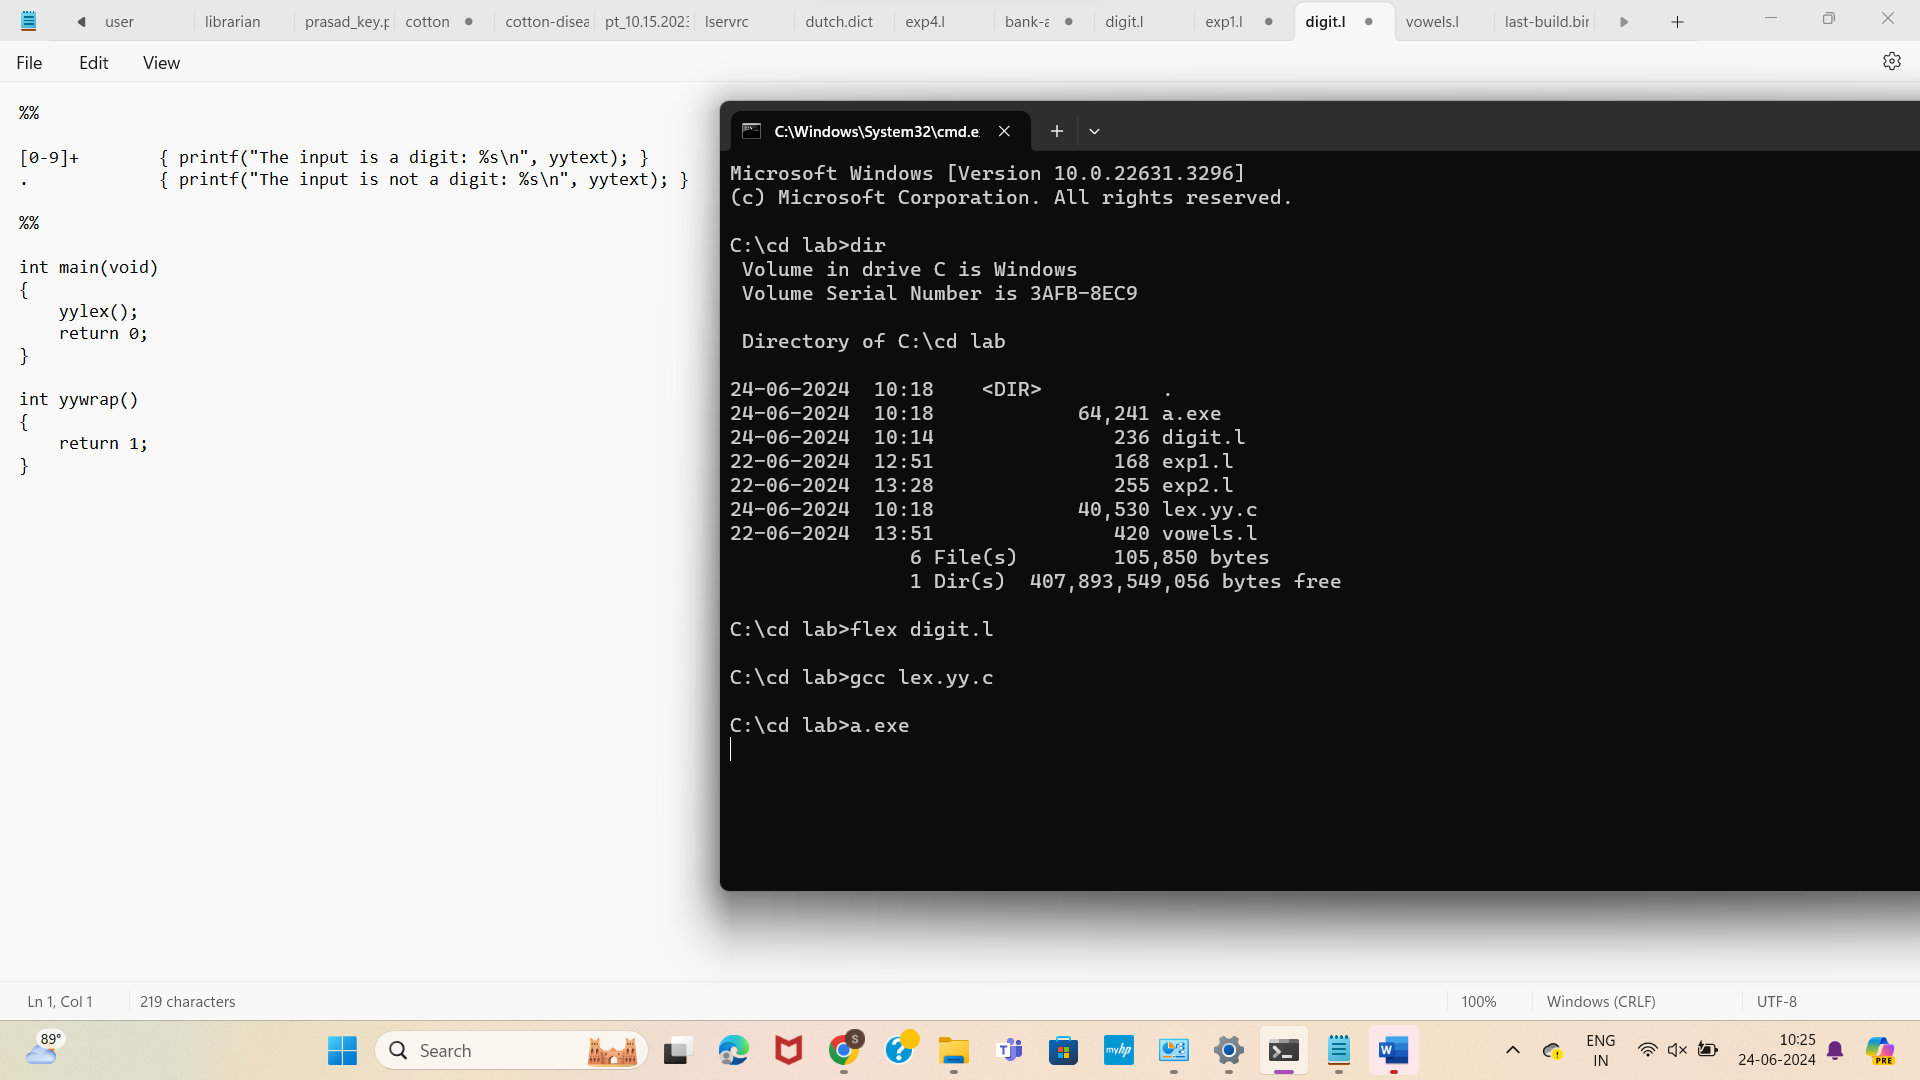 user librarian prasad_key.p cotton cotton-disea pt_10.15.2023 lservrc dutch.dict exp4.l bank-a digit.l exp1.l digit.l vowels.l last-build.bin
File Edit View
%%
[0-9]+ { printf("The input is a digit: %s\n", yytext); }
. { printf("The input is not a digit: %s\n", yytext); }
%%
int main(void)
{
yylex();
return 0;
}
int yywrap()
{
return 1;
}
C:\Windows\System32\cmd.e
Microsoft Windows [Version 10.0.22631.3296]
(c) Microsoft Corporation. All rights reserved.
C:\cd lab>dir
Volume in drive C is Windows
Volume Serial Number is 3AFB-8EC9
Directory of C:\cd lab
24-06-2024 10:18 <DIR> .
24-06-2024 10:18 64,241 a.exe
24-06-2024 10:14 236 digit.l
22-06-2024 12:51 168 exp1.l
22-06-2024 13:28 255 exp2.l
24-06-2024 10:18 40,530 lex.yy.c
22-06-2024 13:51 420 vowels.l
6 File(s) 105,850 bytes
1 Dir(s) 407,893,549,056 bytes free
C:\cd lab>flex digit.l
C:\cd lab>gcc lex.yy.c
C:\cd lab>a.exe
Ln 1, Col 1 219 characters 100% Windows (CRLF) UTF-8
89° Search S myhp W ENG 10:25
IN 24-06-2024 PRE